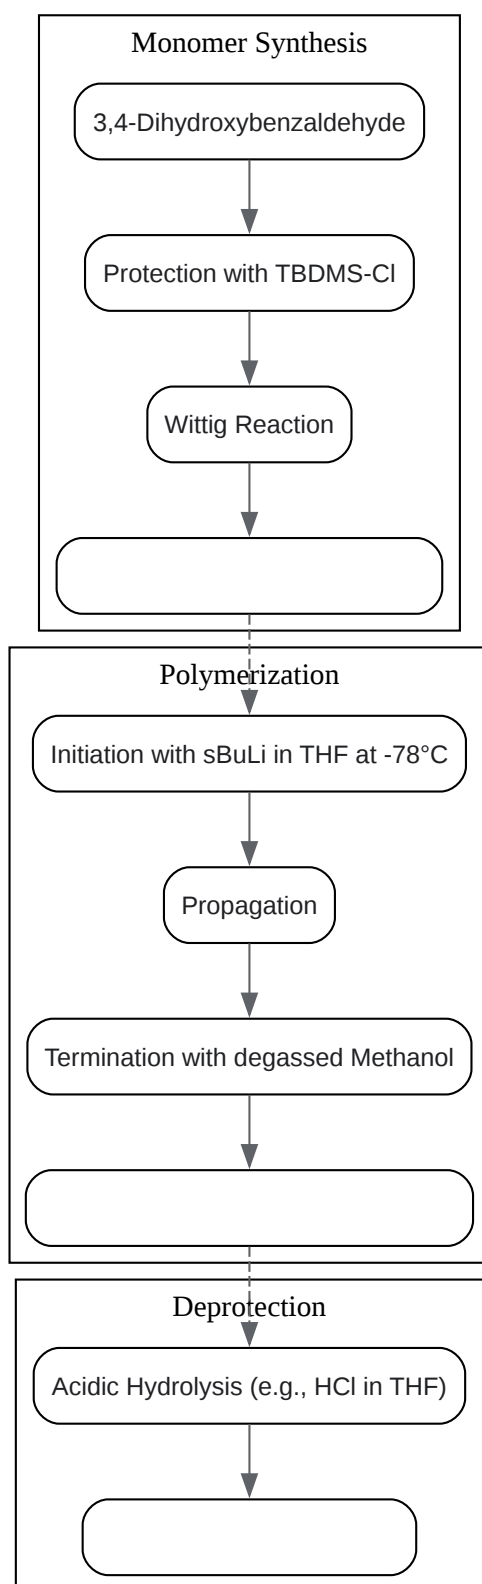 Monomer Synthesis
3,4-Dihydroxybenzaldehyde
Protection with TBDMS-Cl
Wittig Reaction
Polymerization
Initiation with sBuLi in THF at -78°C
Propagation
Termination with degassed Methanol
Deprotection
Acidic Hydrolysis (e.g., HCl in THF)